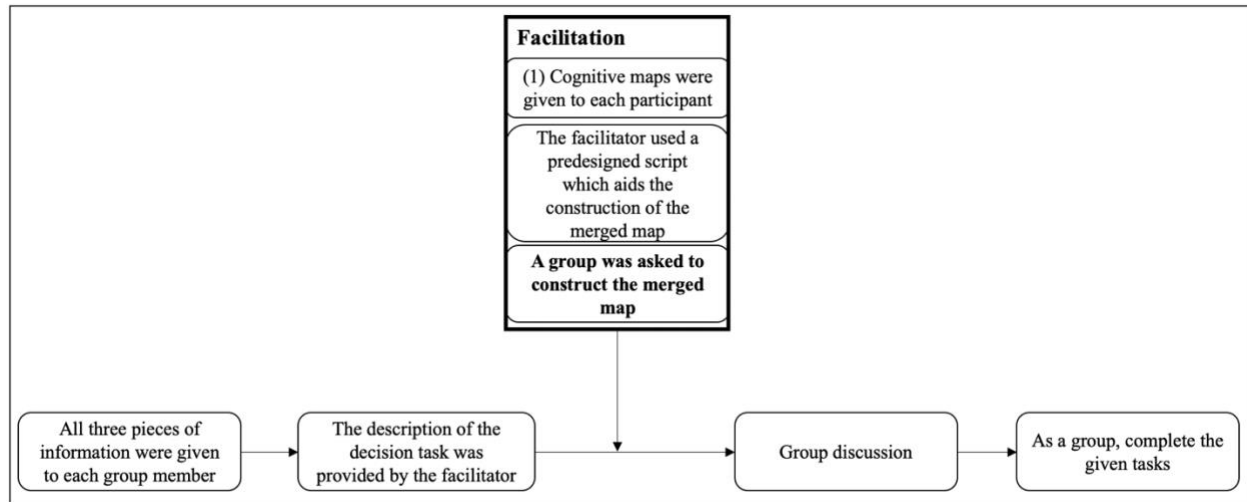 Facilitation
(1) Cognitive maps were
given to each participant
The facilitator used a
predesigned script
which aids the
construction of the
merged map
A group was asked to
construct the merged
map
All three pieces of
information were given
to each group member
The description of the
decision task was
provided by the facilitator
Group discussion
As a group, complete the
given tasks